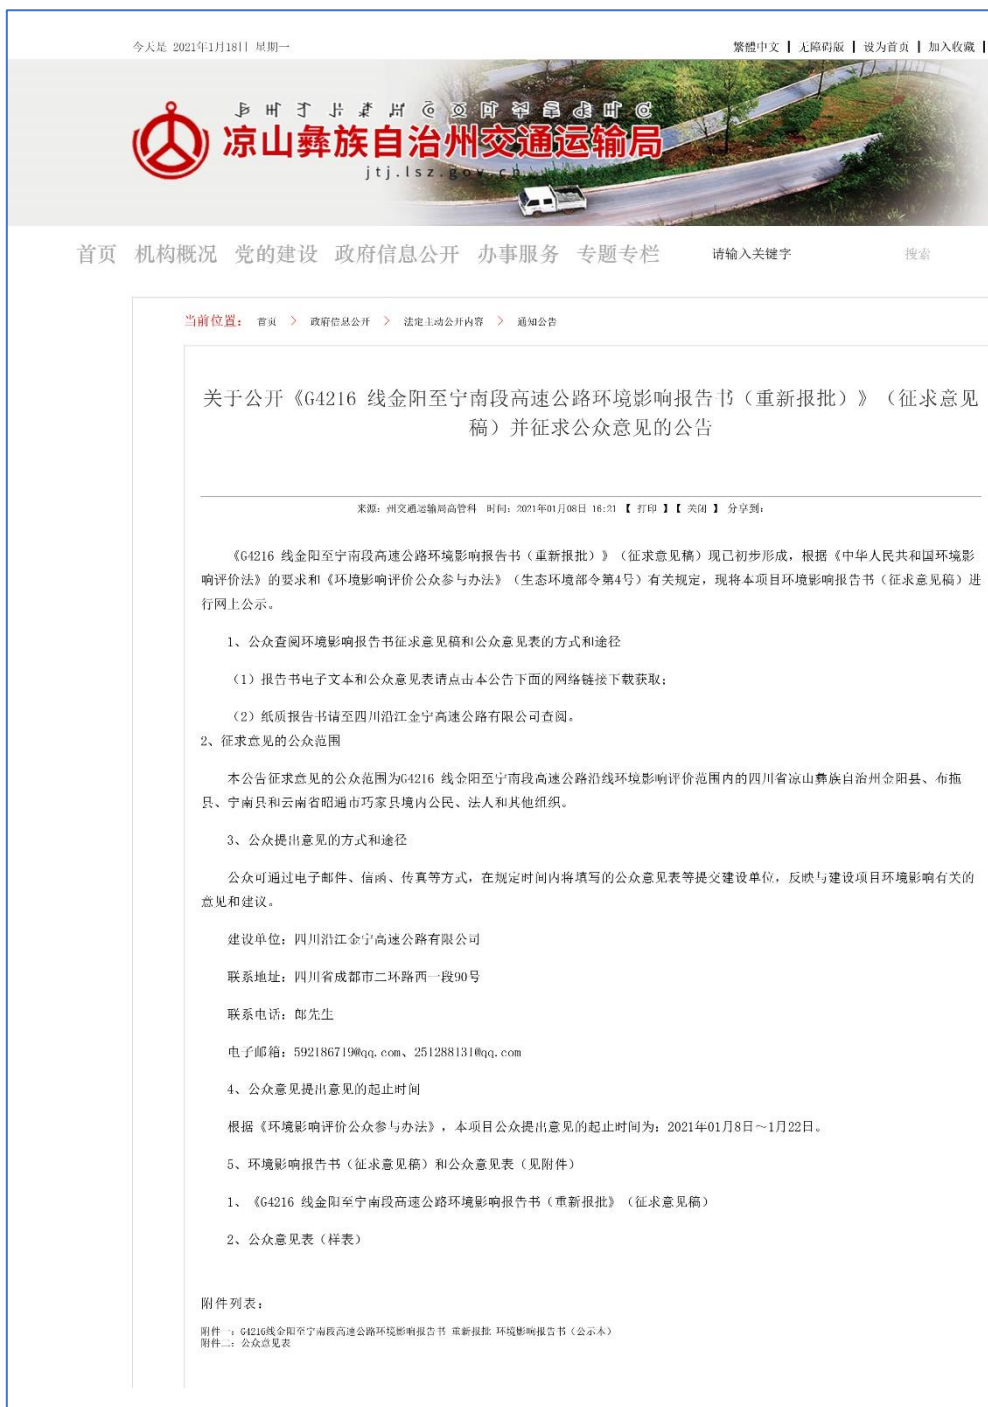 今天是 2021年1月18日 星期一
繁體中文 | 无障碍版 | 设为首页 | 加入收藏 |
凉山彝族自治州交通运输局
jtj.lsz.gov.cn
首页 机构概况 党的建设 政府信息公开 办事服务 专题专栏 请输入关键字 搜索
当前位置： 首页 > 政府信息公开 > 法定主动公开内容 > 通知公告
关于公开《G4216 线金阳至宁南段高速公路环境影响报告书（重新报批）》（征求意见
稿）并征求公众意见的公告
来源：州交通运输局高管科 时间：2021年01月08日 16:21 【 打印 】【 关闭 】 分享到：
《G4216 线金阳至宁南段高速公路环境影响报告书（重新报批）》（征求意见稿）现已初步形成，根据《中华人民共和国环境影
响评价法》的要求和《环境影响评价公众参与办法》（生态环境部令第4号）有关规定，现将本项目环境影响报告书（征求意见稿）进
行网上公示。
1、公众查阅环境影响报告书征求意见稿和公众意见表的方式和途径
（1）报告书电子文本和公众意见表请点击本公告下面的网络链接下载获取；
（2）纸质报告书请至四川沿江金宁高速公路有限公司查阅。
2、征求意见的公众范围
本公告征求意见的公众范围为G4216 线金阳至宁南段高速公路沿线环境影响评价范围内的四川省凉山彝族自治州金阳县、布拖
县、宁南县和云南省昭通市巧家县境内公民、法人和其他组织。
3、公众提出意见的方式和途径
公众可通过电子邮件、信函、传真等方式，在规定时间内将填写的公众意见表等提交建设单位，反映与建设项目环境影响有关的
意见和建议。
建设单位：四川沿江金宁高速公路有限公司
联系地址：四川省成都市二环路西一段90号
联系电话：郎先生
电子邮箱：592186719@qq.com、251288131@qq.com
4、公众意见提出意见的起止时间
根据《环境影响评价公众参与办法》，本项目公众提出意见的起止时间为：2021年01月8日～1月22日。
5、环境影响报告书（征求意见稿）和公众意见表（见附件）
1、《G4216 线金阳至宁南段高速公路环境影响报告书（重新报批》（征求意见稿）
2、公众意见表（样表）
附件列表：
附件一：G4216线金阳至宁南段高速公路环境影响报告书 重新报批 环境影响报告书（公示本）
附件二：公众意见表